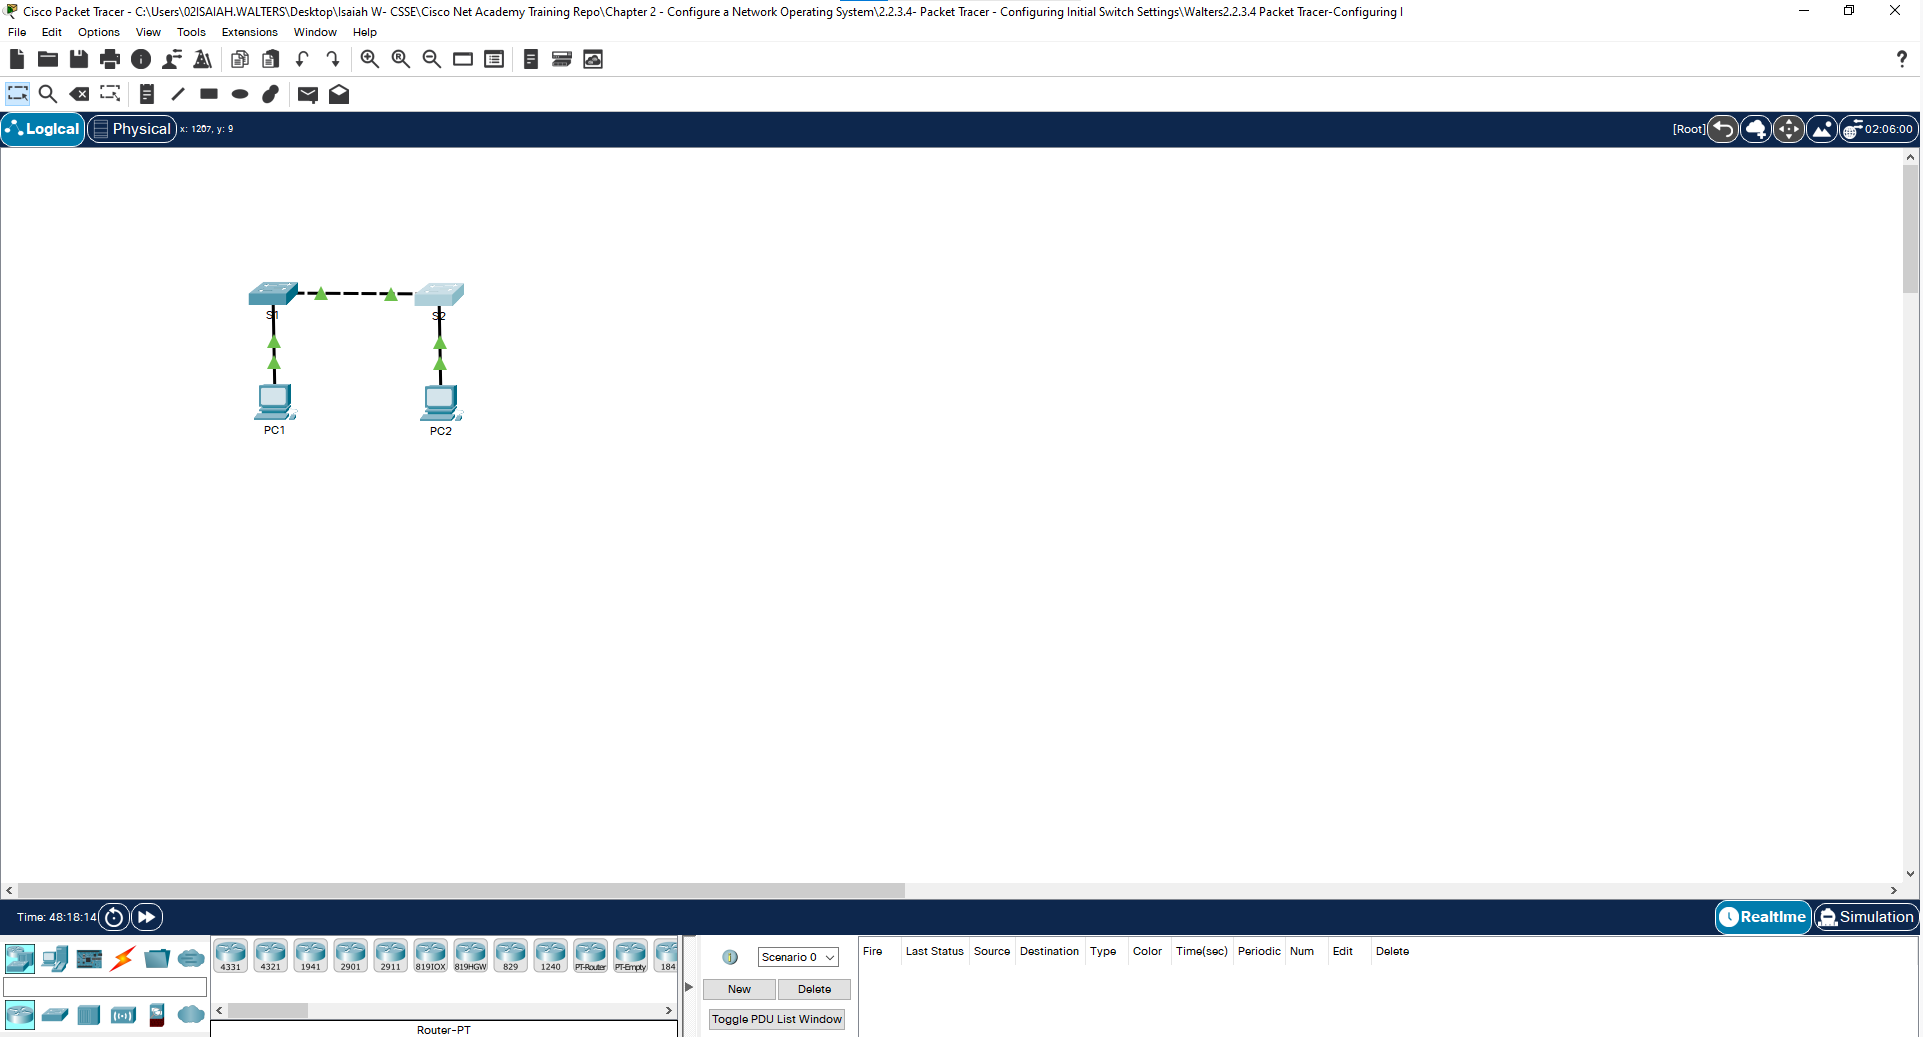 Cisco Packet Tracer - C:\Users\02ISAIAH.WALTERS\Desktop\Isaiah W- CSSE\Cisco Net Academy Training Repo\Chapter 2 - Configure a Network Operating System\2.2.3.4- Packet Tracer - Configuring Initial Switch Settings\Walters2.2.3.4 Packet Tracer-Configuring I
File Edit Options View Tools Extensions Window Help
?
Logical Physical x: 1207, y: 9 [Root] 02:06:00
S1 S2
PC1 PC2
Time: 48:18:14 Realtime Simulation
4331 4321 1941 2901 2911 819IOX 819HGW 829 1240 PT-Router PT-Empty 184
Scenario 0
Fire Last Status Source Destination Type Color Time(sec) Periodic Num Edit Delete
New Delete
Toggle PDU List Window
Router-PT